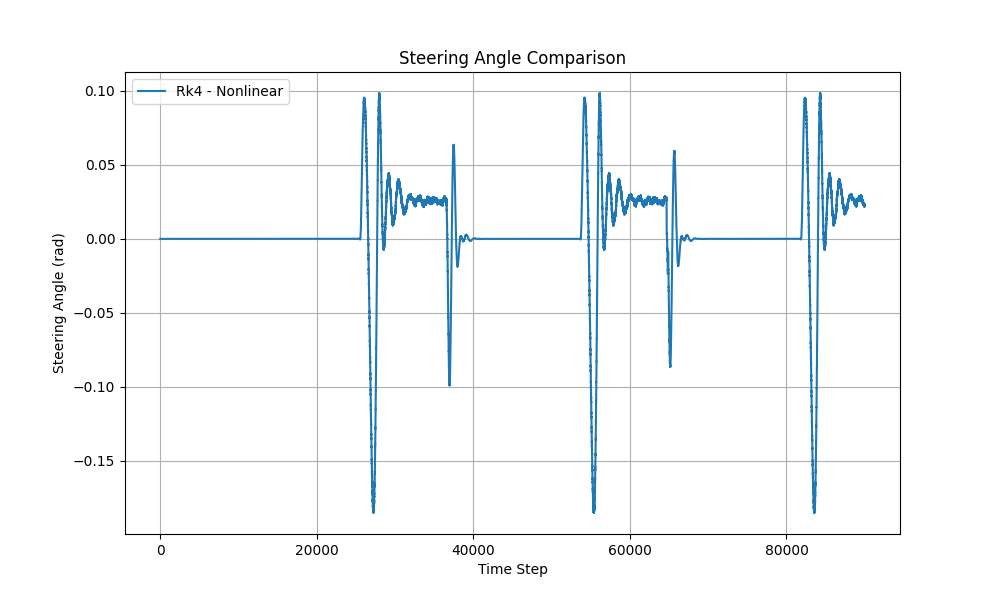 Steering Angle Comparison
Rk4 - Nonlinear
0.10
0.05
0.00
−0.05
−0.10
−0.15
Steering Angle (rad)
0 20000 40000 60000 80000
Time Step